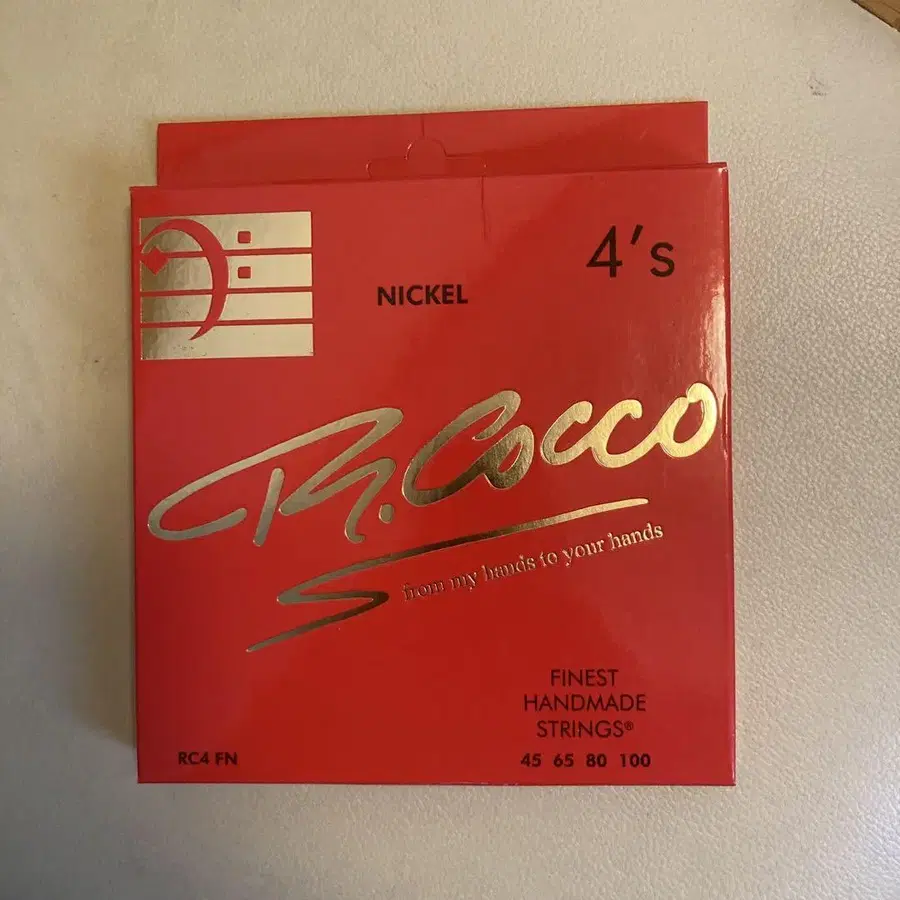 4's
NICKEL
R. Cocco
from my hands to your hands
FINEST
HANDMADE
STRINGS®
RC4 FN
45 65 80 100